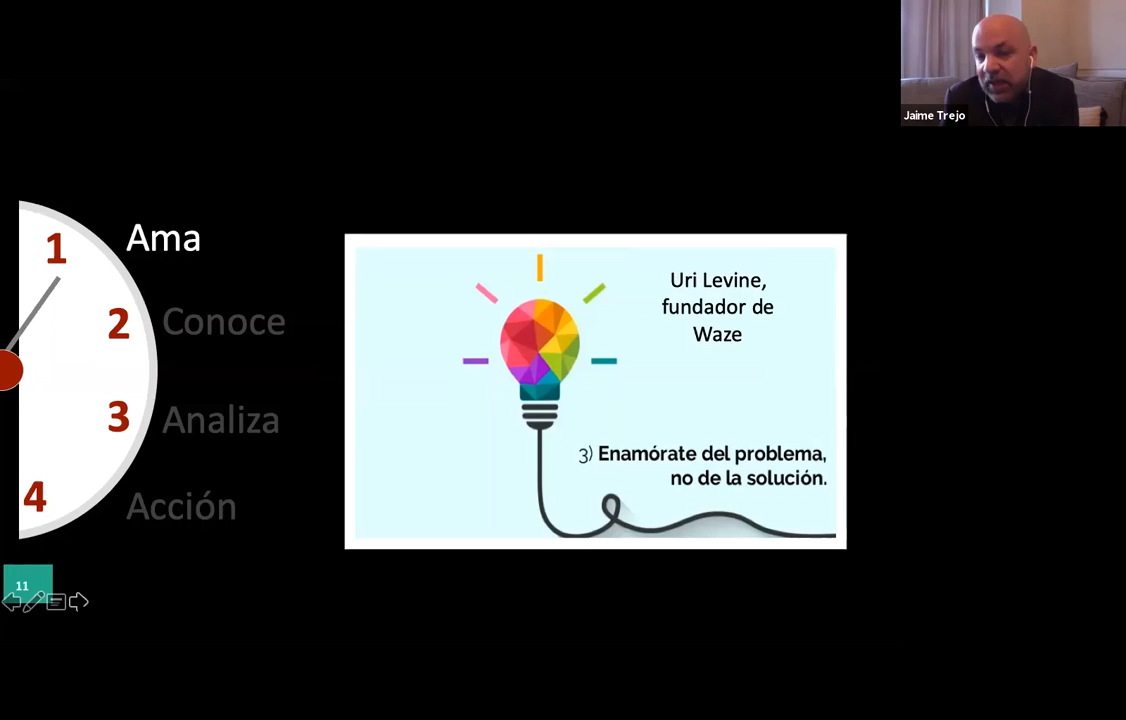 Jaime Trejo
1
Ama
2
Conoce
3
Analiza
4
Acción
Uri Levine,
fundador de
Waze
3) Enamórate del problema,
no de la solución.
11